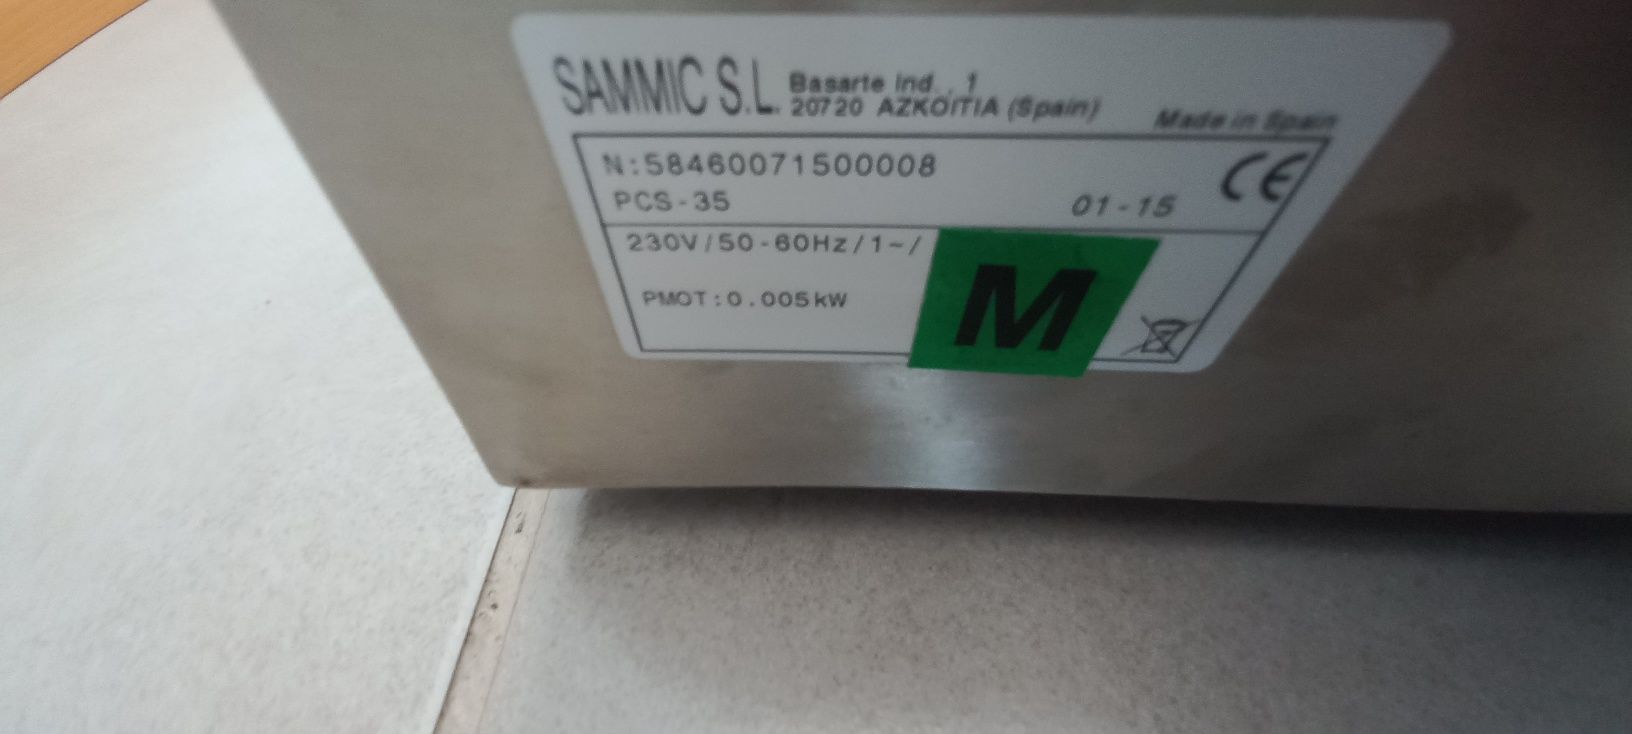 SAMMIC S.L. Basarte Ind., 1
20720 AZKOITIA (Spain)
Made in Spain
N:58460071500008
CE
PCS-35 01-15
230V/50-60Hz/1~/
M
PMOT:0.005kW